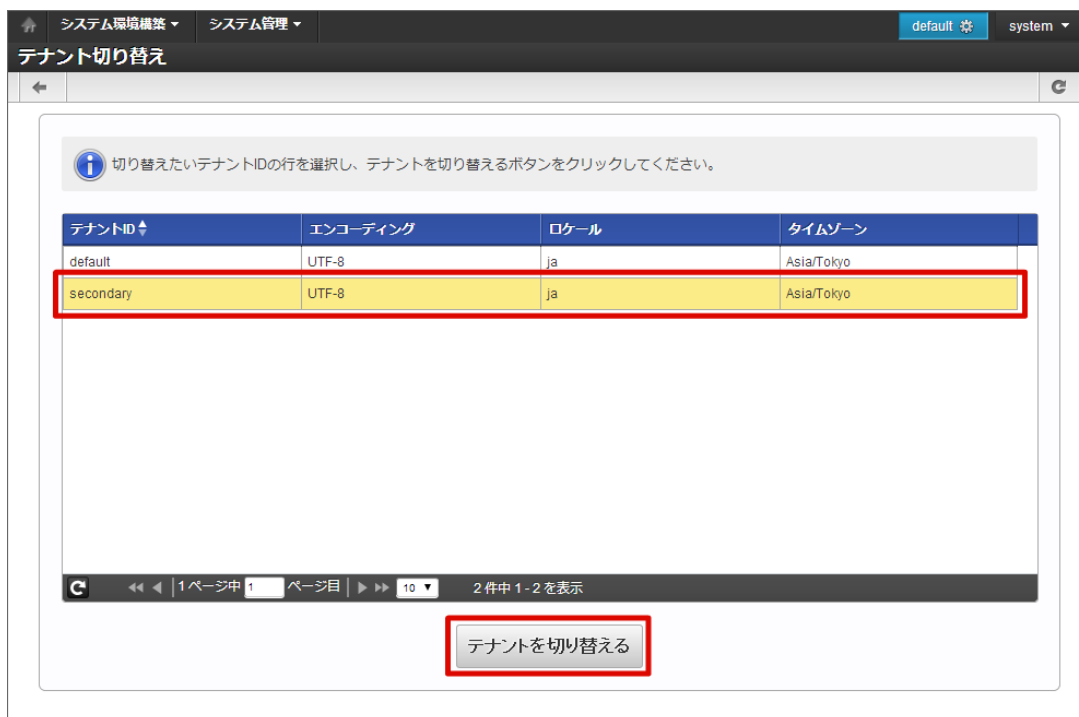 システム環境構築 ▼ システム管理 ▼ default system ▼
テナント切り替え
切り替えたいテナントIDの行を選択し、テナントを切り替えるボタンをクリックしてください。
テナントID エンコーディング ロケール タイムゾーン
default UTF-8 ja Asia/Tokyo
secondary UTF-8 ja Asia/Tokyo
1 ページ中 1 ページ目 10 ▼ 2 件中 1 - 2 を表示
テナントを切り替える